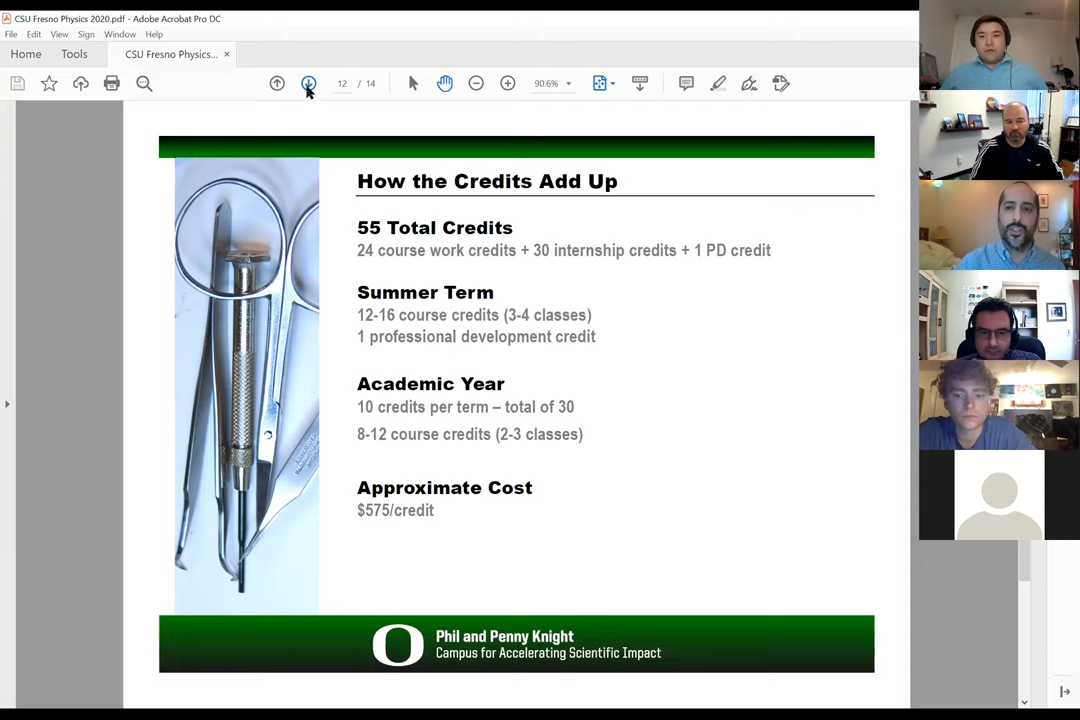 CSU Fresno Physics 2020.pdf - Adobe Acrobat Pro DC
File Edit View Sign Window Help
Home Tools CSU Fresno Physics... ×
12 / 14 90.6%
How the Credits Add Up
55 Total Credits
24 course work credits + 30 internship credits + 1 PD credit
Summer Term
12-16 course credits (3-4 classes)
1 professional development credit
Academic Year
10 credits per term – total of 30
8-12 course credits (2-3 classes)
Approximate Cost
$575/credit
O Phil and Penny Knight
Campus for Accelerating Scientific Impact